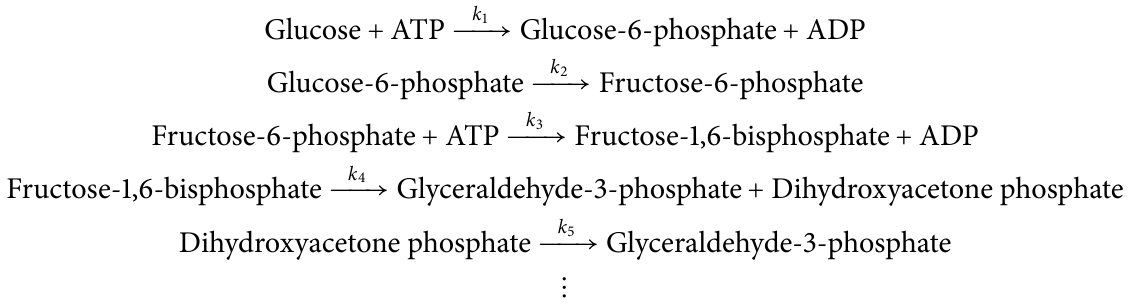 Glucose + ATP —k₁→ Glucose-6-phosphate + ADP
Glucose-6-phosphate —k₂→ Fructose-6-phosphate
Fructose-6-phosphate + ATP —k₃→ Fructose-1,6-bisphosphate + ADP
Fructose-1,6-bisphosphate —k₄→ Glyceraldehyde-3-phosphate + Dihydroxyacetone phosphate
Dihydroxyacetone phosphate —k₅→ Glyceraldehyde-3-phosphate
⋮